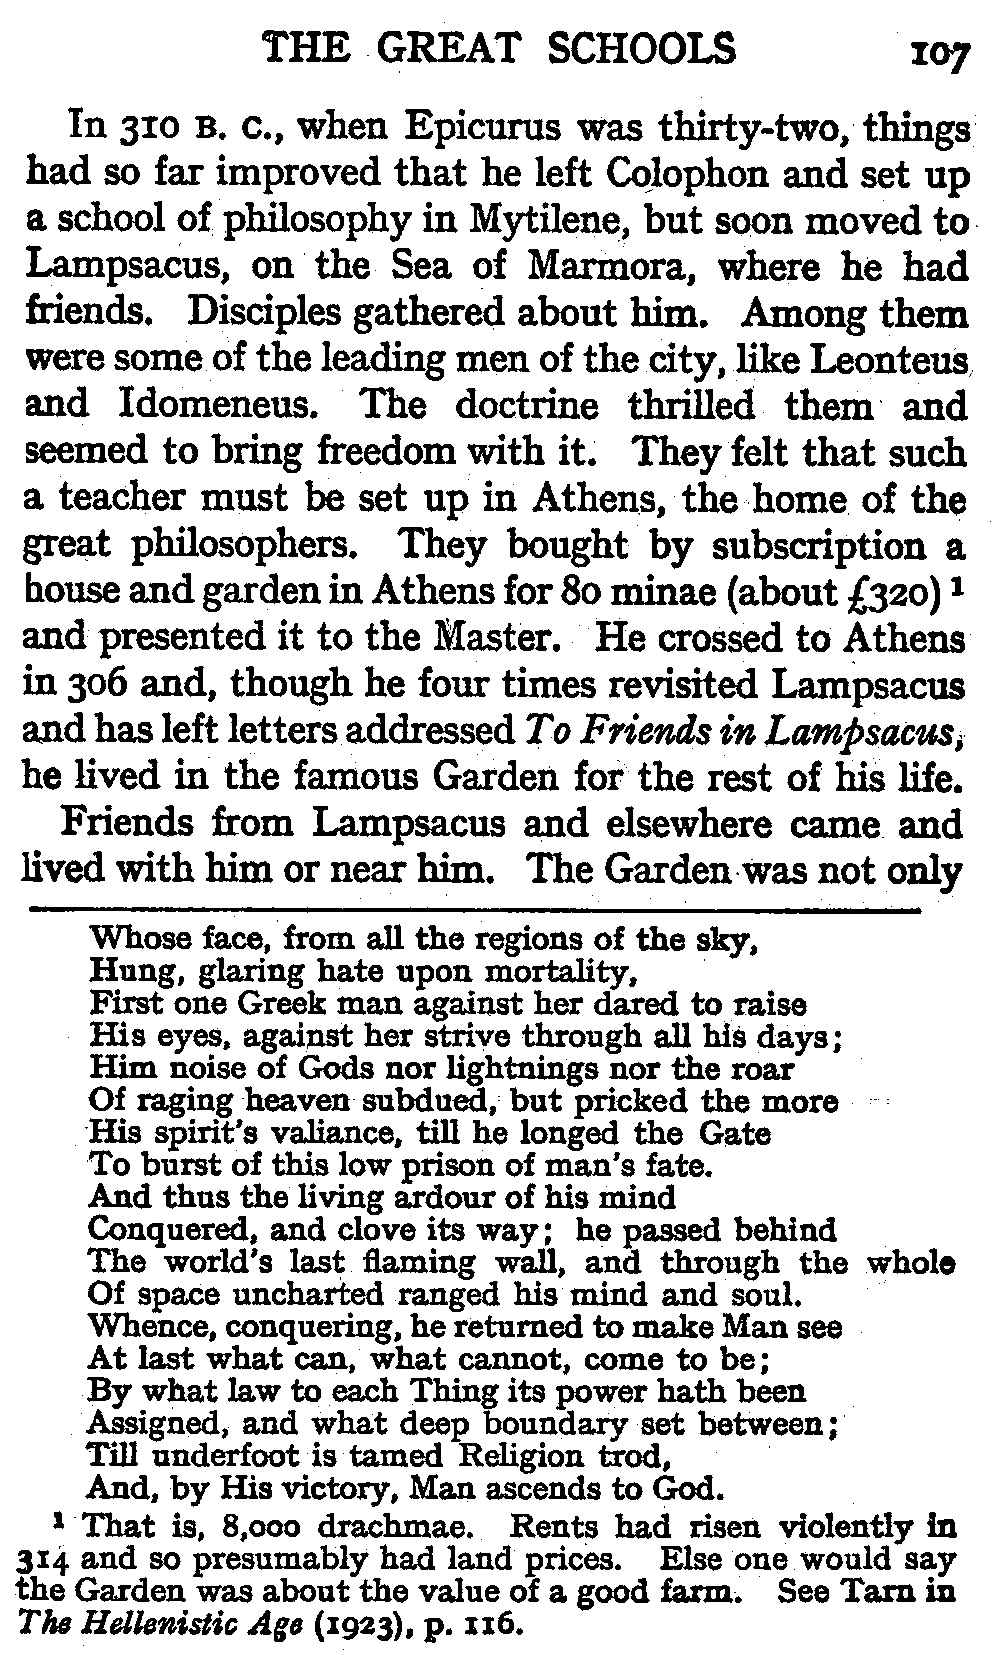 THE GREAT SCHOOLS 107
In 310 B. C., when Epicurus was thirty-two, things
had so far improved that he left Colophon and set up
a school of philosophy in Mytilene, but soon moved to
Lampsacus, on the Sea of Marmora, where he had
friends. Disciples gathered about him. Among them
were some of the leading men of the city, like Leonteus
and Idomeneus. The doctrine thrilled them and
seemed to bring freedom with it. They felt that such
a teacher must be set up in Athens, the home of the
great philosophers. They bought by subscription a
house and garden in Athens for 80 minae (about £320) ¹
and presented it to the Master. He crossed to Athens
in 306 and, though he four times revisited Lampsacus
and has left letters addressed To Friends in Lampsacus,
he lived in the famous Garden for the rest of his life.
Friends from Lampsacus and elsewhere came and
lived with him or near him. The Garden was not only
Whose face, from all the regions of the sky,
Hung, glaring hate upon mortality,
First one Greek man against her dared to raise
His eyes, against her strive through all his days;
Him noise of Gods nor lightnings nor the roar
Of raging heaven subdued, but pricked the more
His spirit's valiance, till he longed the Gate
To burst of this low prison of man's fate.
And thus the living ardour of his mind
Conquered, and clove its way; he passed behind
The world's last flaming wall, and through the whole
Of space uncharted ranged his mind and soul.
Whence, conquering, he returned to make Man see
At last what can, what cannot, come to be;
By what law to each Thing its power hath been
Assigned, and what deep boundary set between;
Till underfoot is tamed Religion trod,
And, by His victory, Man ascends to God.
¹ That is, 8,000 drachmae. Rents had risen violently in
314 and so presumably had land prices. Else one would say
the Garden was about the value of a good farm. See Tarn in
The Hellenistic Age (1923), p. 116.